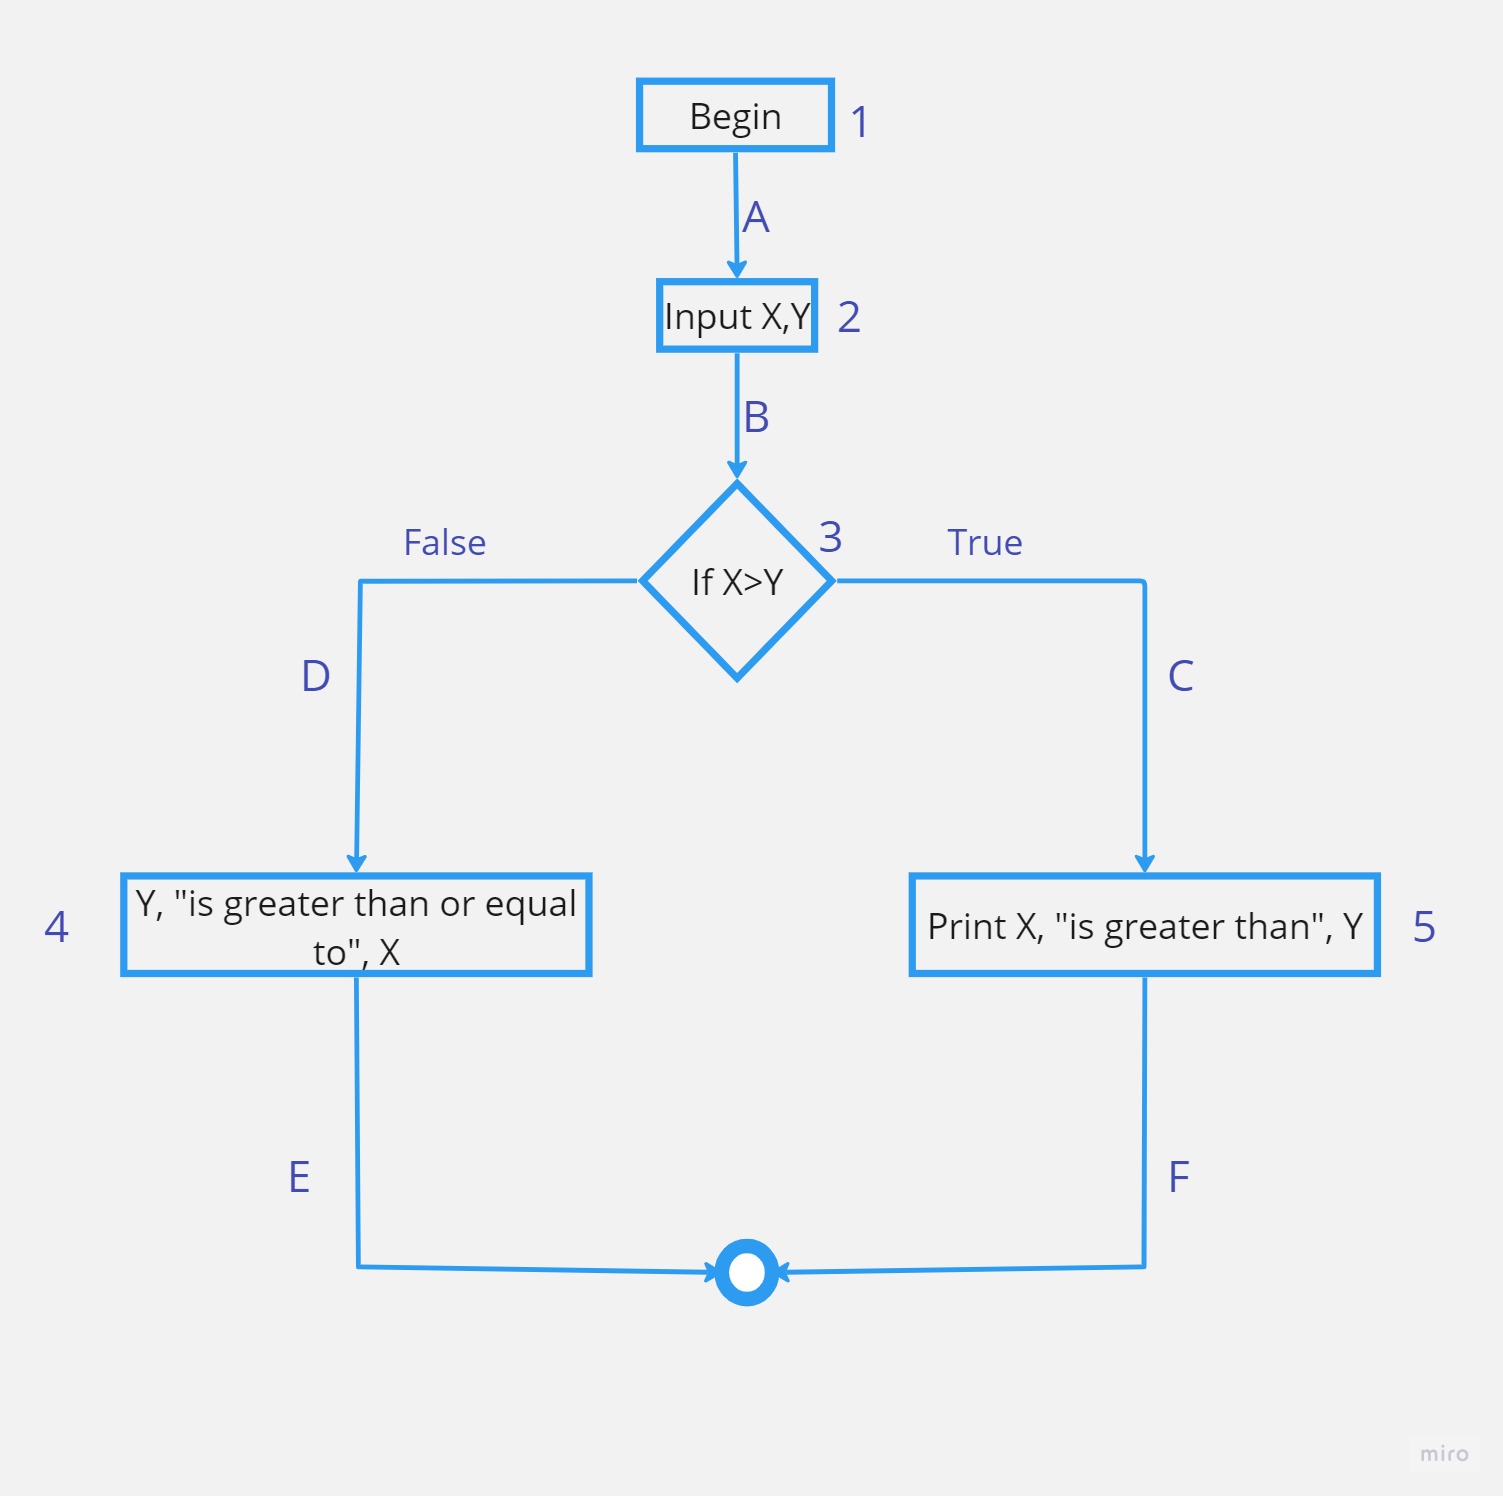 Begin
1
A
Input X,Y
2
B
3
False
True
If X>Y
D
C
Y, "is greater than or equal
to", X
4
Print X, "is greater than", Y
5
E
F
miro